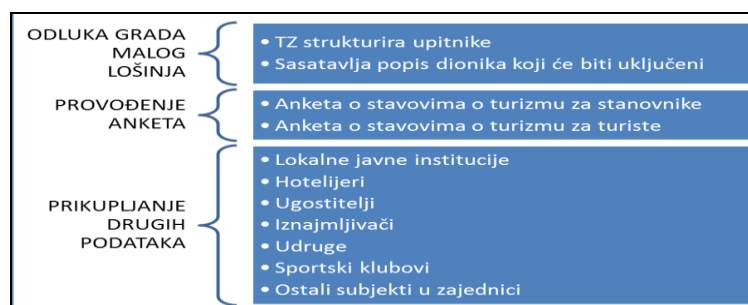 ODLUKA GRADA
MALOG
LOŠINJA
• TZ strukturira upitnike
• Sasatavlja popis dionika koji će biti uključeni
PROVOĐENJE
ANKETA
• Anketa o stavovima o turizmu za stanovnike
• Anketa o stavovima o turizmu za turiste
PRIKUPLJANJE
DRUGIH
PODATAKA
• Lokalne javne institucije
• Hotelijeri
• Ugostitelji
• Iznajmljivači
• Udruge
• Sportski klubovi
• Ostali subjekti u zajednici